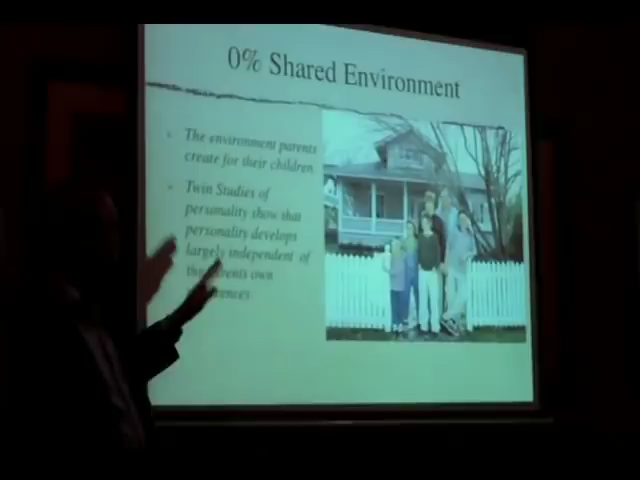 0% Shared Environment
The environment parents
create for their children
Twin Studies of
personality show that
personality develops
largely independent of
parents own